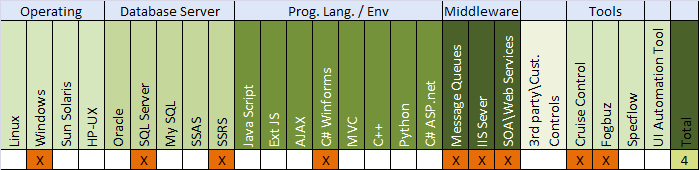 Operating Database Server Prog. Lang. / Env Middleware Tools
Linux
Windows
Sun Solaris
HP-UX
Oracle
SQL Server
My SQL
SSAS
SSRS
Java Script
Ext JS
AJAX
C# Winforms
MVC
C++
Python
C# ASP.net
Message Queues
IIS Sever
SOA\Web Services
3rd party\Cust.
Controls
Cruise Control
Fogbuz
Specflow
UI Automation Tool
Total
X X X X X X X X X 4